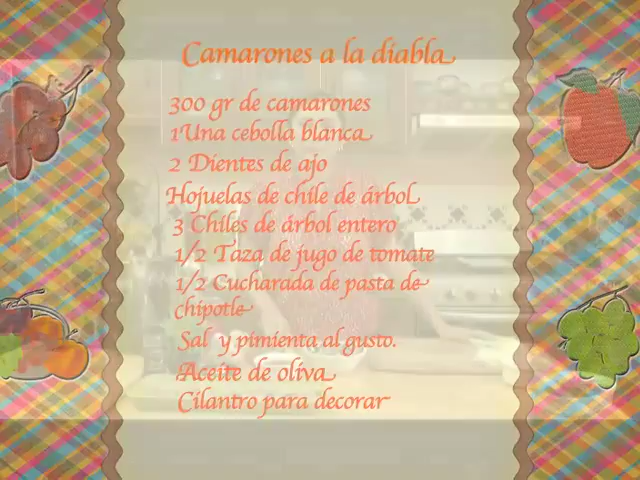 Camarones a la diabla
300 gr de camarones
1Una cebolla blanca
2 Dientes de ajo
Hojuelas de chile de árbol
3 Chiles de árbol entero
1/2 Taza de jugo de tomate
1/2 Cucharada de pasta de
chipotle
Sal y pimienta al gusto.
Aceite de oliva
Cilantro para decorar